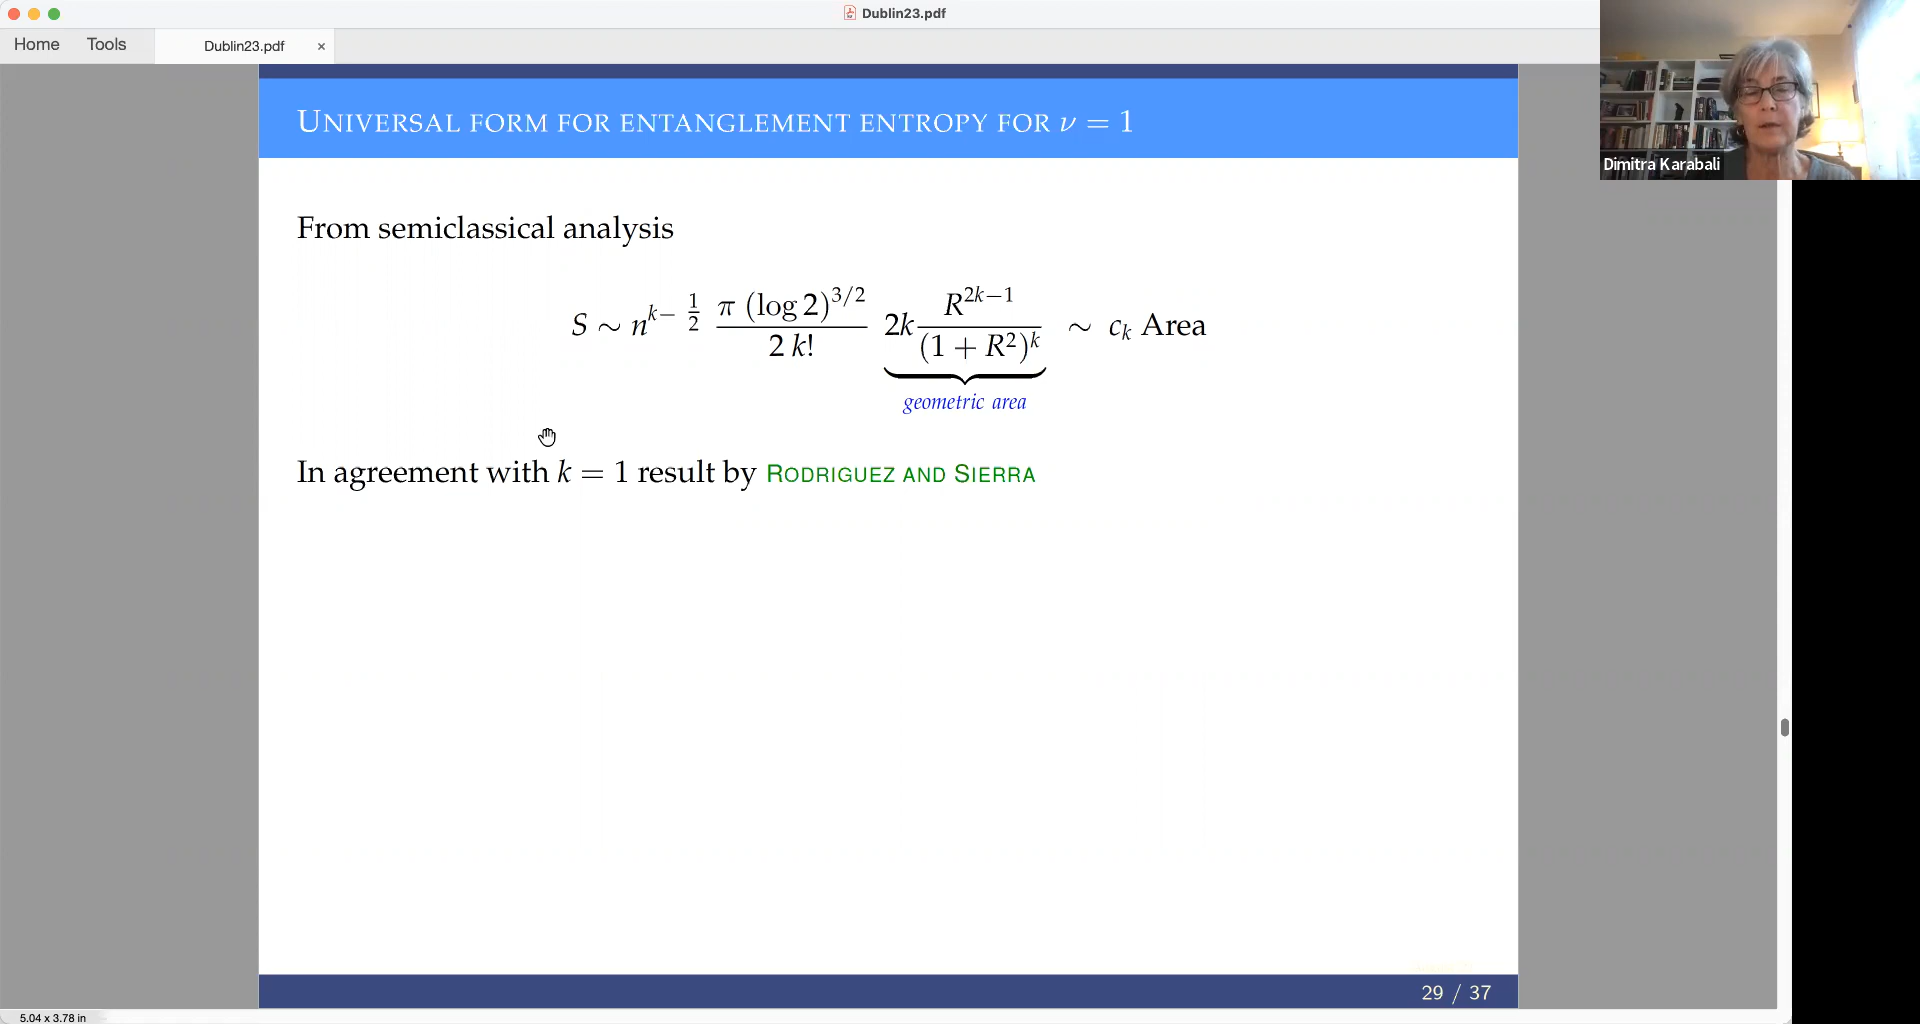 Dublin23.pdf
Home Tools Dublin23.pdf ×
Dimitra Karabali
UNIVERSAL FORM FOR ENTANGLEMENT ENTROPY FOR ν = 1
From semiclassical analysis
S ∼ n^{k− 1/2} π (log 2)^{3/2} / 2 k! 2k R^{2k−1} / (1 + R²)^k ∼ c_k Area
geometric area
In agreement with k = 1 result by RODRIGUEZ AND SIERRA
29 / 37
5.04 x 3.78 in